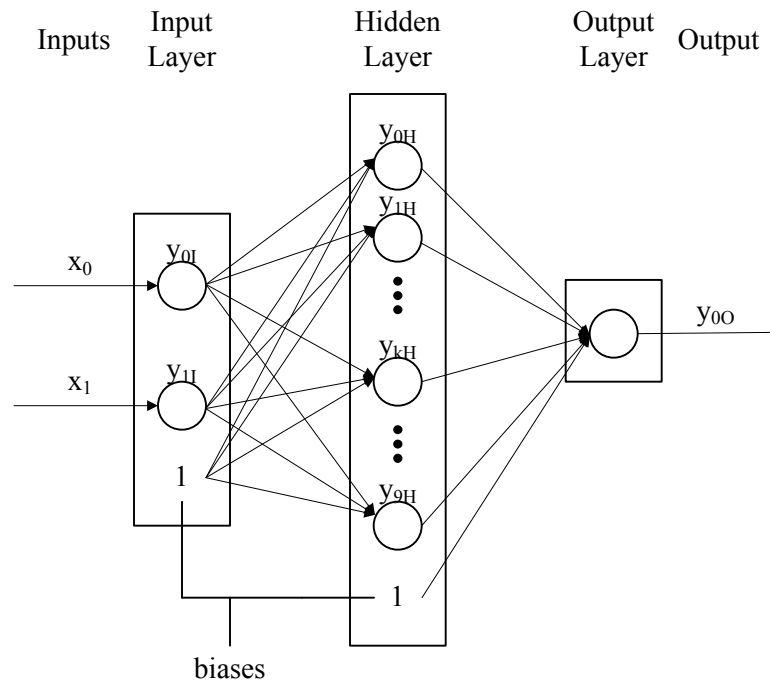 Inputs
Input
Layer
Hidden
Layer
Output
Layer
Output
y₀H
y₁H
y₀I
x₀
y₀O
ykH
y₁I
x₁
1
y₉H
1
biases